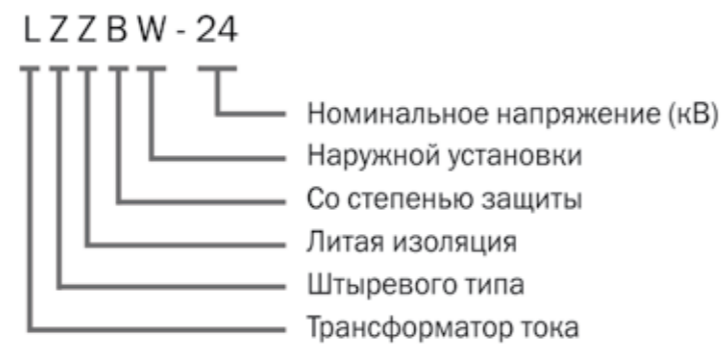 LZZBW-24
Номинальное напряжение (кВ)
Наружной установки
Со степенью защиты
Литая изоляция
Штыревого типа
Трансформатор тока